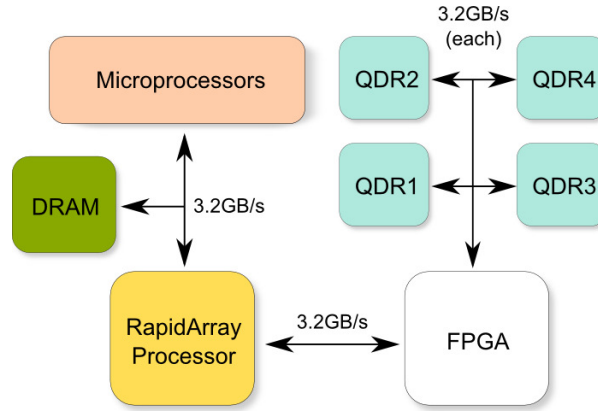 3.2GB/s
(each)
Microprocessors
QDR2
QDR4
DRAM
3.2GB/s
QDR1
QDR3
RapidArray
Processor
3.2GB/s
FPGA